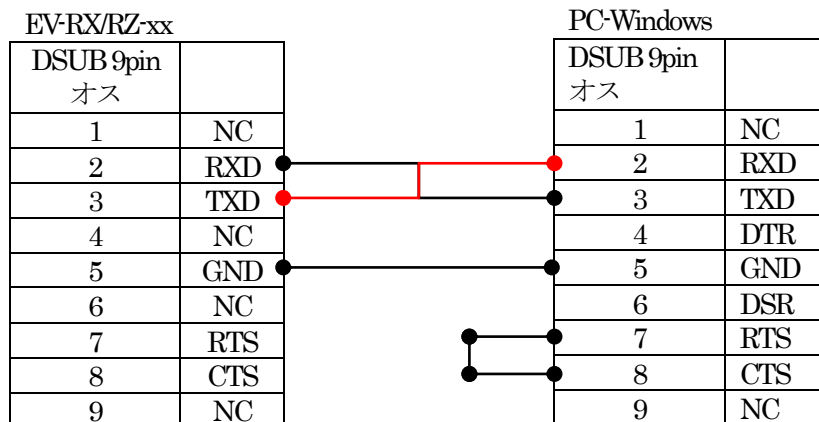 EV-RX/RZ-xx
DSUB 9pin
オス
1 NC
2 RXD
3 TXD
4 NC
5 GND
6 NC
7 RTS
8 CTS
9 NC
PC-Windows
DSUB 9pin
オス
1 NC
2 RXD
3 TXD
4 DTR
5 GND
6 DSR
7 RTS
8 CTS
9 NC